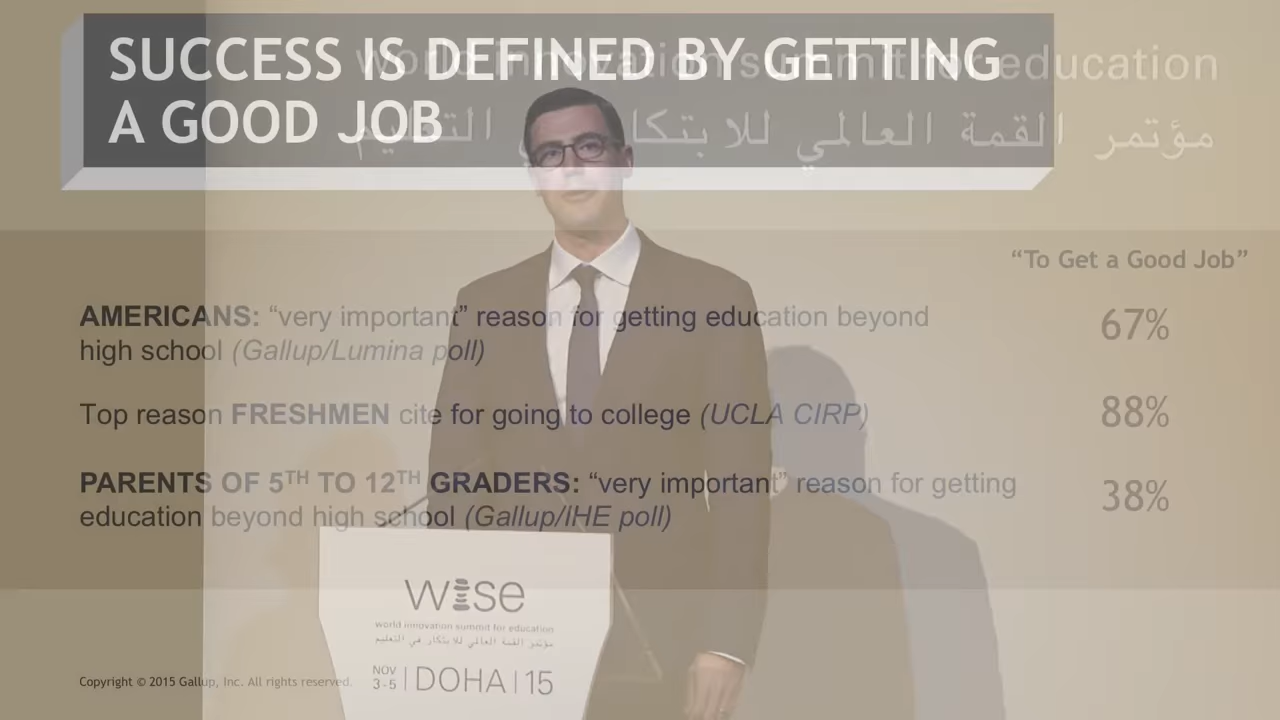 SUCCESS IS DEFINED BY GETTING
A GOOD JOB
world innovation summit for education
مؤتمر القمة العالمي للابتكار في التعليم
“To Get a Good Job”
AMERICANS: “very important” reason for getting education beyond
high school (Gallup/Lumina poll)
67%
Top reason FRESHMEN cite for going to college (UCLA CIRP)
88%
PARENTS OF 5TH TO 12TH GRADERS: “very important” reason for getting
education beyond high school (Gallup/IHE poll)
38%
wise
world innovation summit for education
مؤتمر القمة العالمي للابتكار في التعليم
NOV
3-5 | DOHA | 15
Copyright © 2015 Gallup, Inc. All rights reserved.